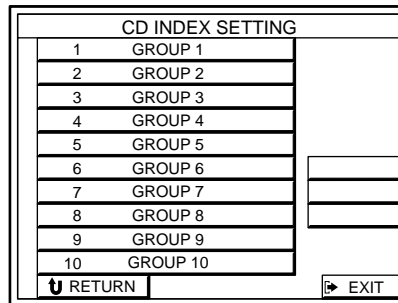 CD INDEX SETTING
1 GROUP 1
2 GROUP 2
3 GROUP 3
4 GROUP 4
5 GROUP 5
6 GROUP 6
7 GROUP 7
8 GROUP 8
9 GROUP 9
10 GROUP 10
RETURN EXIT